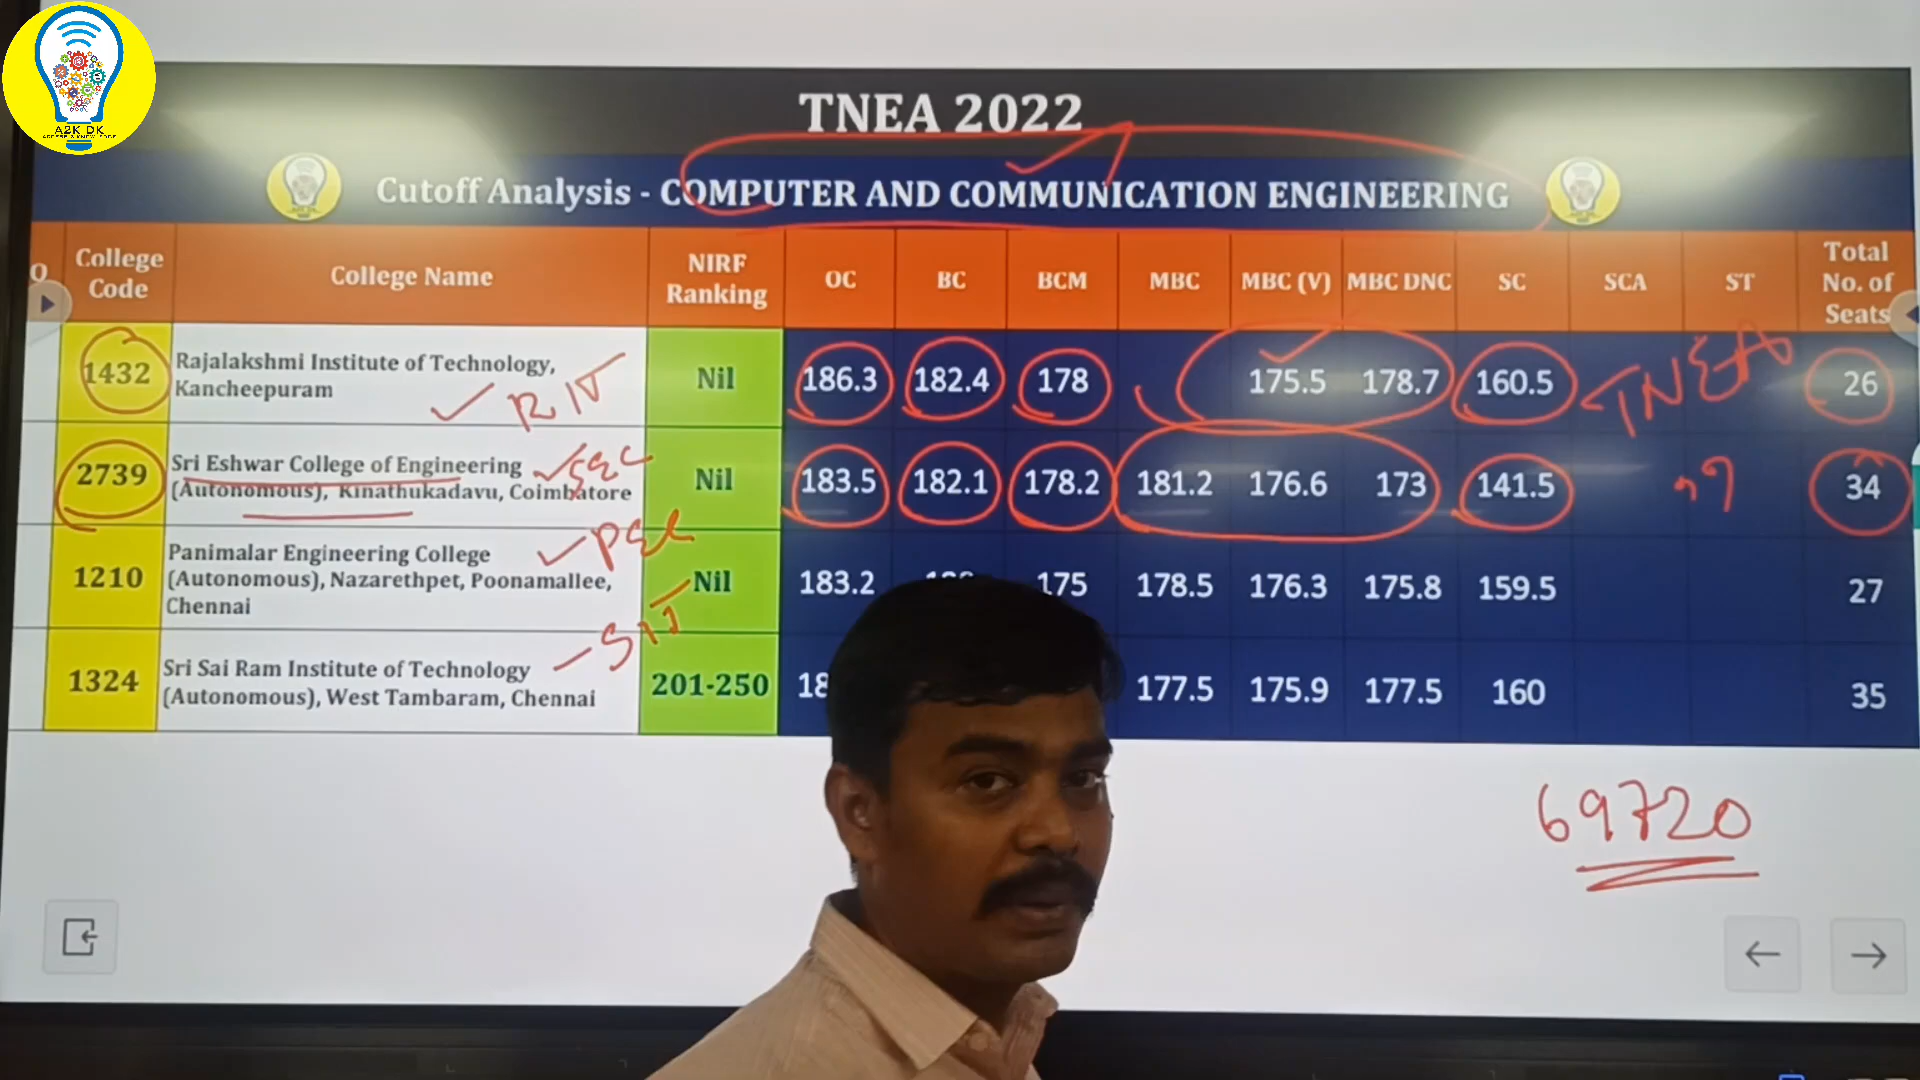 A2K DK
TNEA 2022
Cutoff Analysis - COMPUTER AND COMMUNICATION ENGINEERING
O College Code College Name NIRF Ranking OC BC BCM MBC MBC (V) MBC DNC SC SCA ST Total No. of Seats
1432 Rajalakshmi Institute of Technology, Kancheepuram Nil 186.3 182.4 178 175.5 178.7 160.5 26
RIT
TNEA
2739 Sri Eshwar College of Engineering (Autonomous), Kinathukadavu, Coimbatore Nil 183.5 182.1 178.2 181.2 176.6 173 141.5 34
SEC
1210 Panimalar Engineering College (Autonomous), Nazarethpet, Poonamallee, Chennai Nil 183.2 175 178.5 176.3 175.8 159.5 27
PEC
1324 Sri Sai Ram Institute of Technology (Autonomous), West Tambaram, Chennai 201-250 177.5 175.9 177.5 160 35
SIT
69720